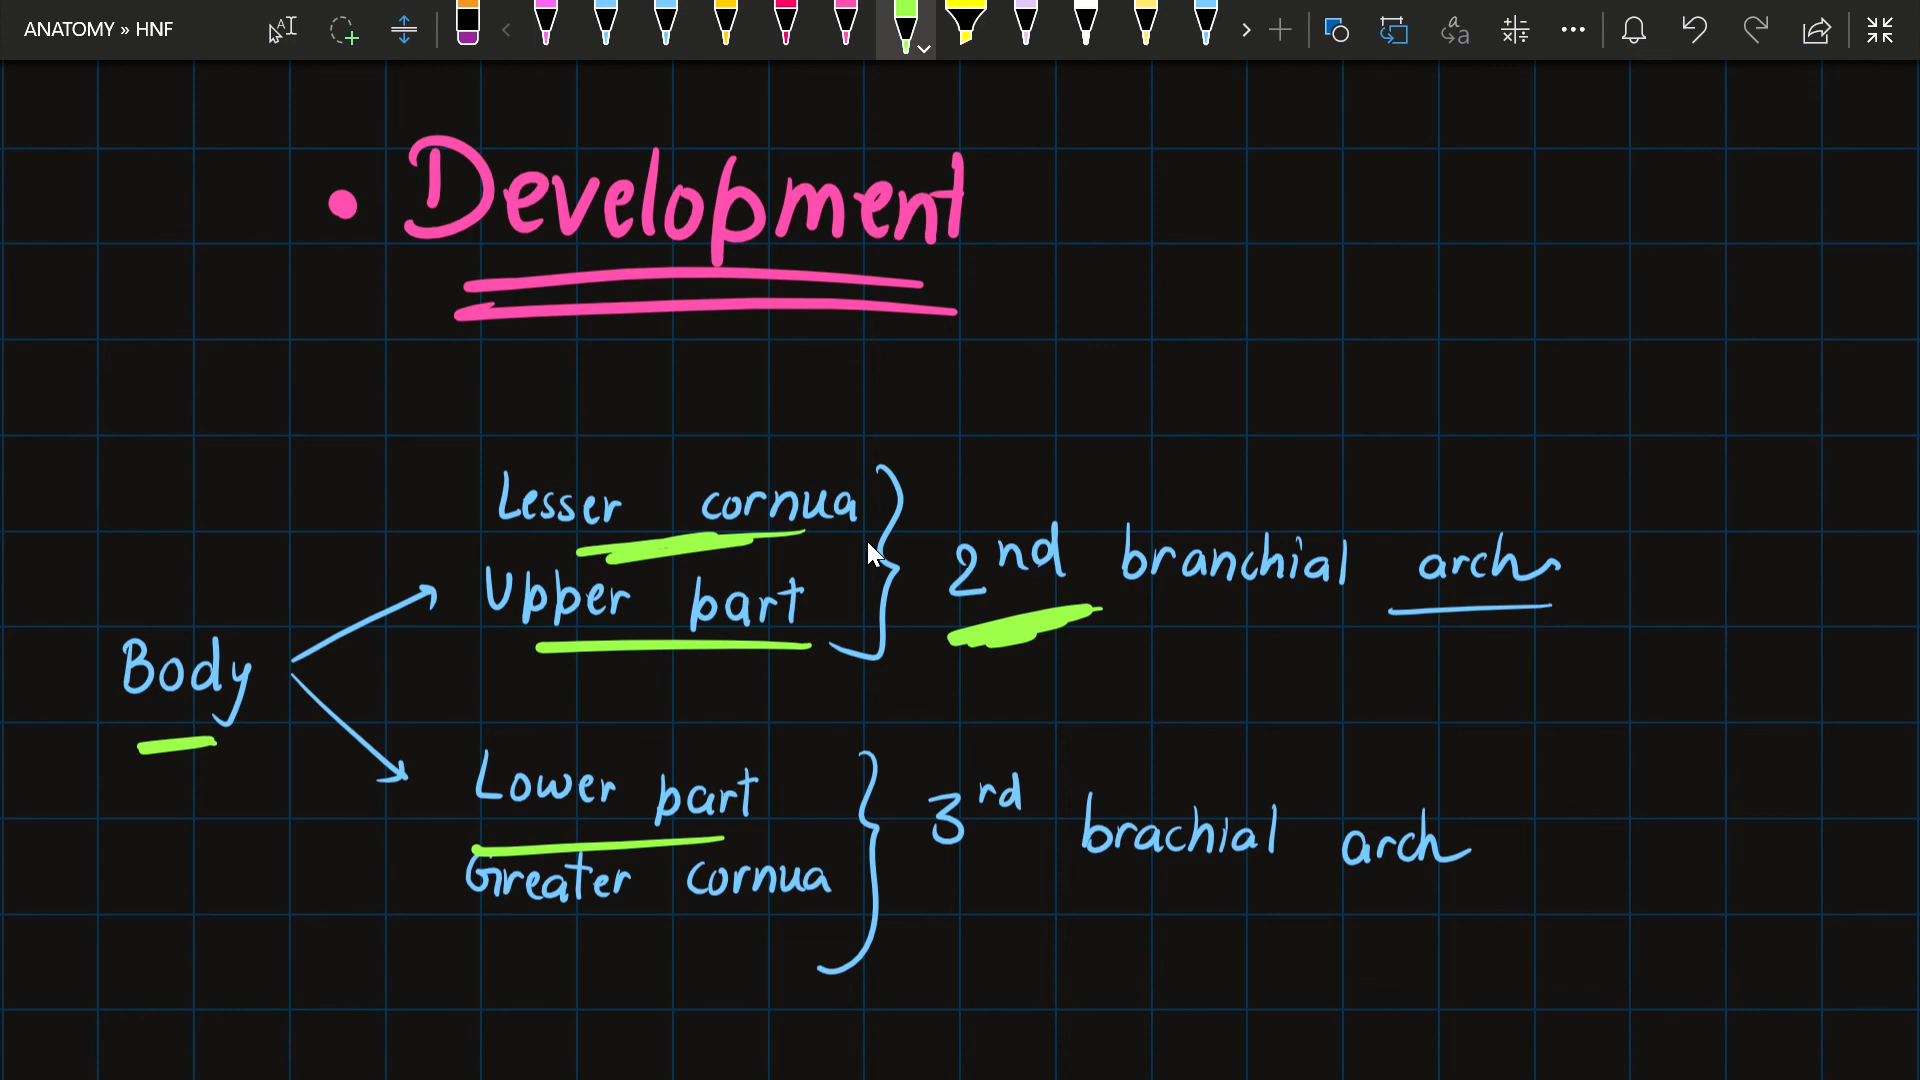 ANATOMY » HNF
• Development
Lesser cornua
Upper part
2nd branchial arch
Body
Lower part
Greater cornua
3rd brachial arch